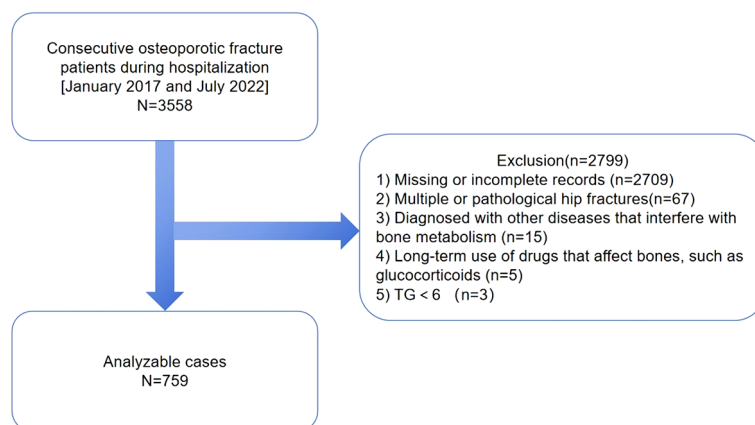 Consecutive osteoporotic fracture
patients during hospitalization
[January 2017 and July 2022]
N=3558
Exclusion(n=2799)
1) Missing or incomplete records (n=2709)
2) Multiple or pathological hip fractures(n=67)
3) Diagnosed with other diseases that interfere with
bone metabolism (n=15)
4) Long-term use of drugs that affect bones, such as
glucocorticoids (n=5)
5) TG < 6 (n=3)
Analyzable cases
N=759